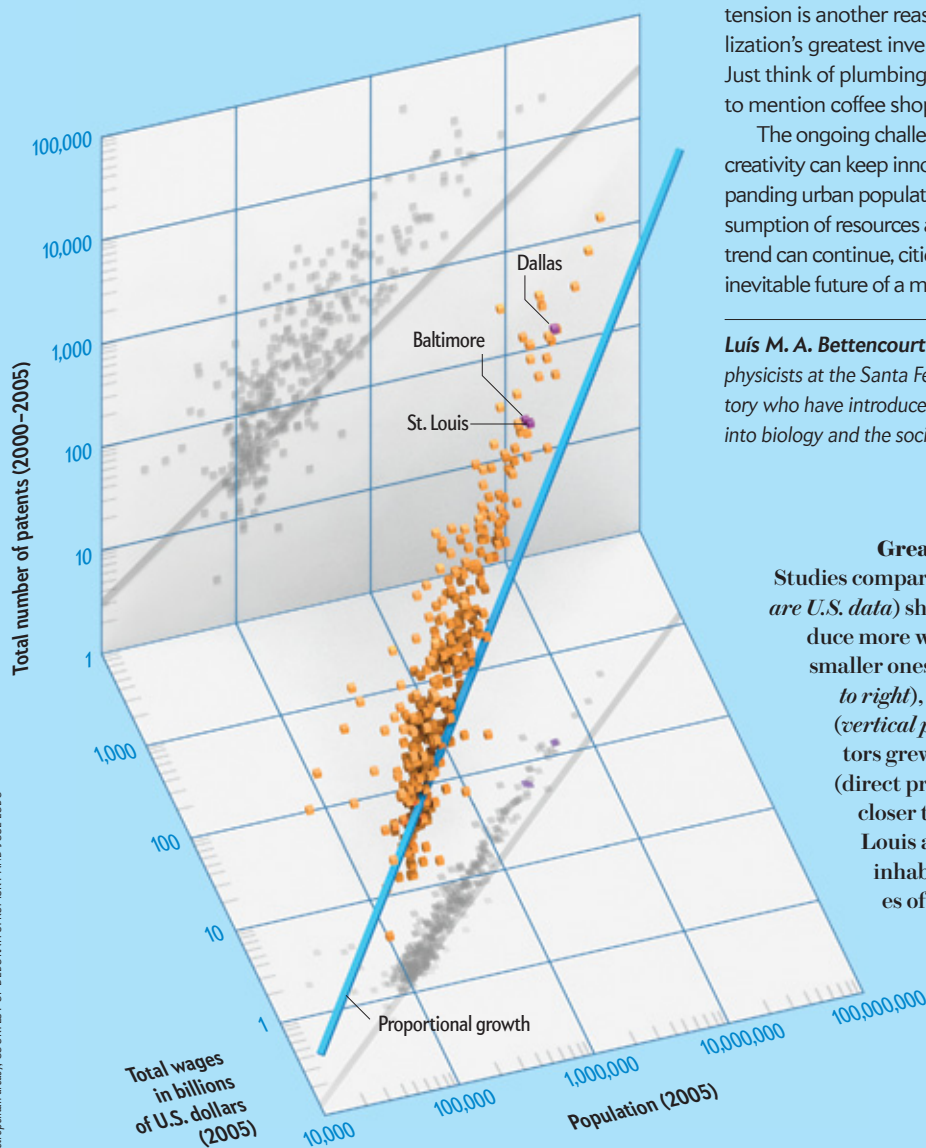 tension is another reas
lization's greatest inve
Just think of plumbing
to mention coffee shop
The ongoing challe
creativity can keep inno
panding urban populat
sumption of resources a
trend can continue, citie
inevitable future of a m
Luís M. A. Bettencourt
physicists at the Santa Fe
tory who have introduce
into biology and the soci
Grea
Studies compar
are U.S. data) sh
duce more w
smaller ones
to right),
(vertical p
tors grew
(direct pr
closer t
Louis a
inhab
es of
Total number of patents (2000–2005)
100,000
10,000
1,000
100
10
1
Dallas
Baltimore
St. Louis
1,000
100
10
1
Proportional growth
Total wages
in billions
of U.S. dollars
(2005)
10,000
100,000
1,000,000
10,000,000
100,000,000
Population (2005)